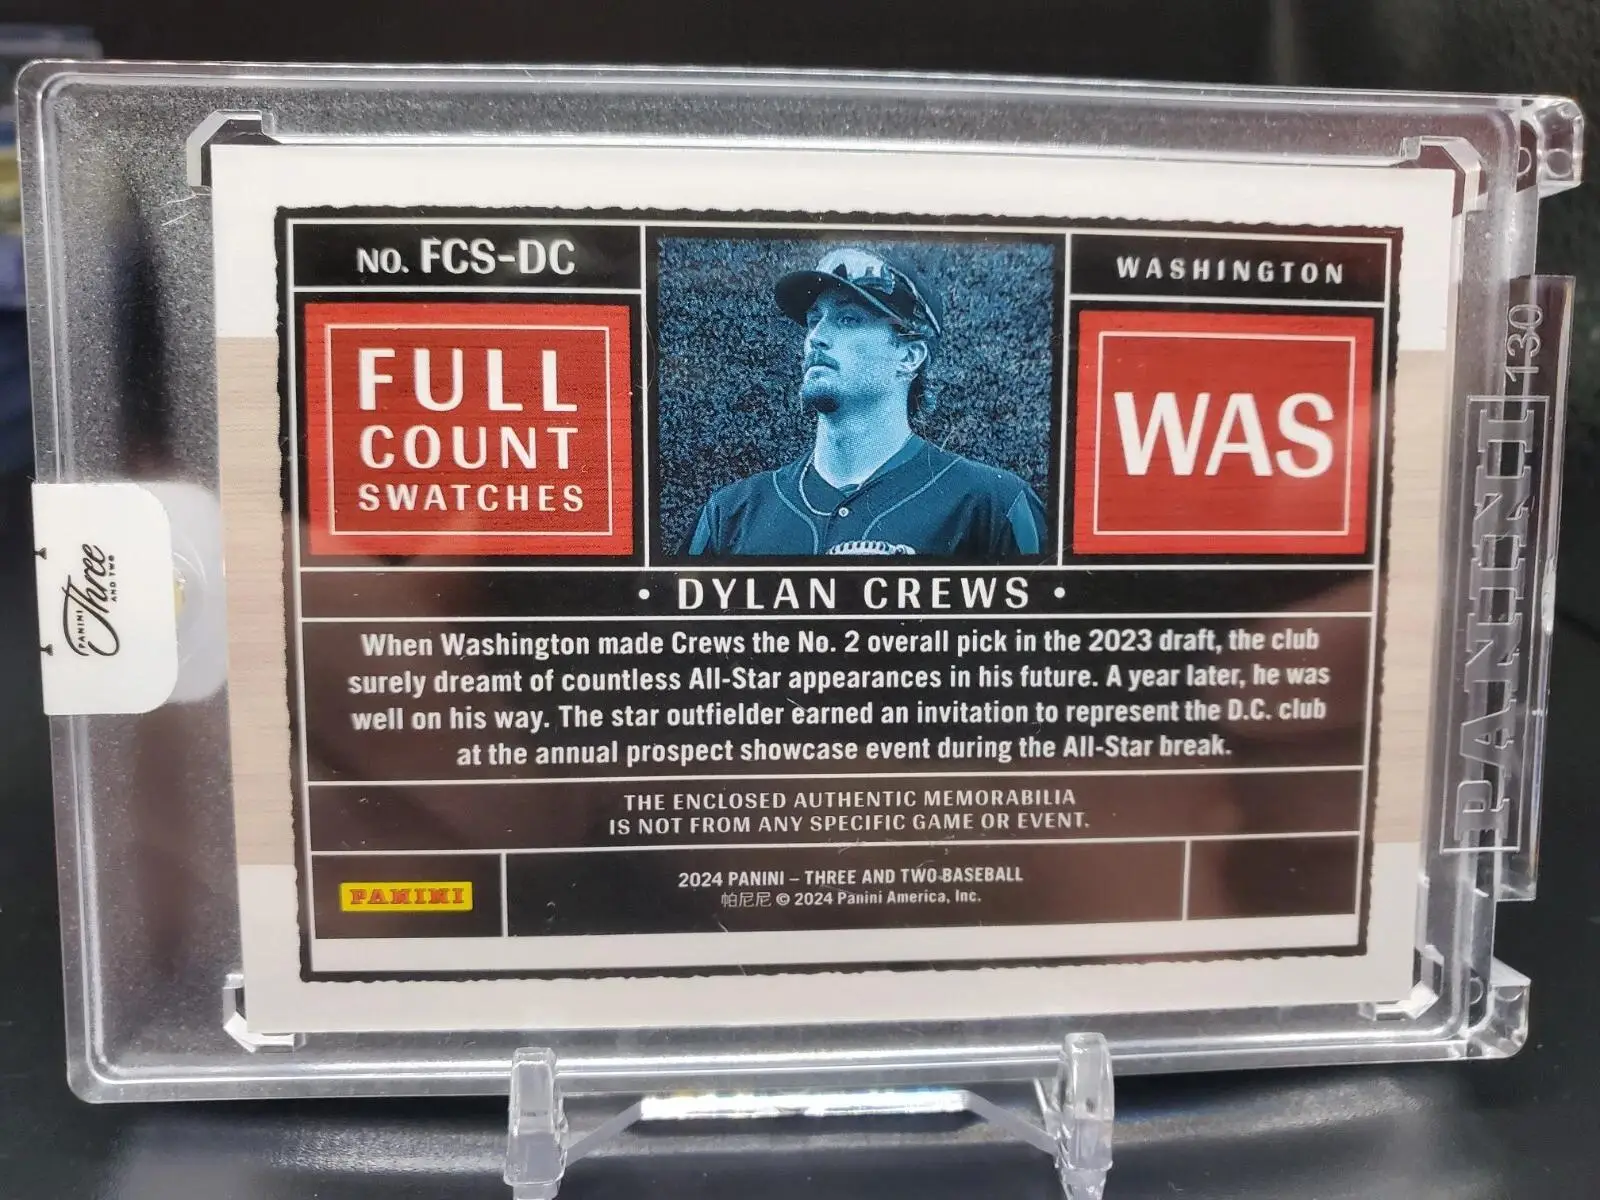 NO. FCS-DC
WASHINGTON
FULL
COUNT
SWATCHES
WAS
• DYLAN CREWS •
When Washington made Crews the No. 2 overall pick in the 2023 draft, the club
surely dreamt of countless All-Star appearances in his future. A year later, he was
well on his way. The star outfielder earned an invitation to represent the D.C. club
at the annual prospect showcase event during the All-Star break.
THE ENCLOSED AUTHENTIC MEMORABILIA
IS NOT FROM ANY SPECIFIC GAME OR EVENT.
PANINI
2024 PANINI – THREE AND TWO BASEBALL
帕尼尼 © 2024 Panini America, Inc.
PANINI
Three
AND TWO
PANINI 130